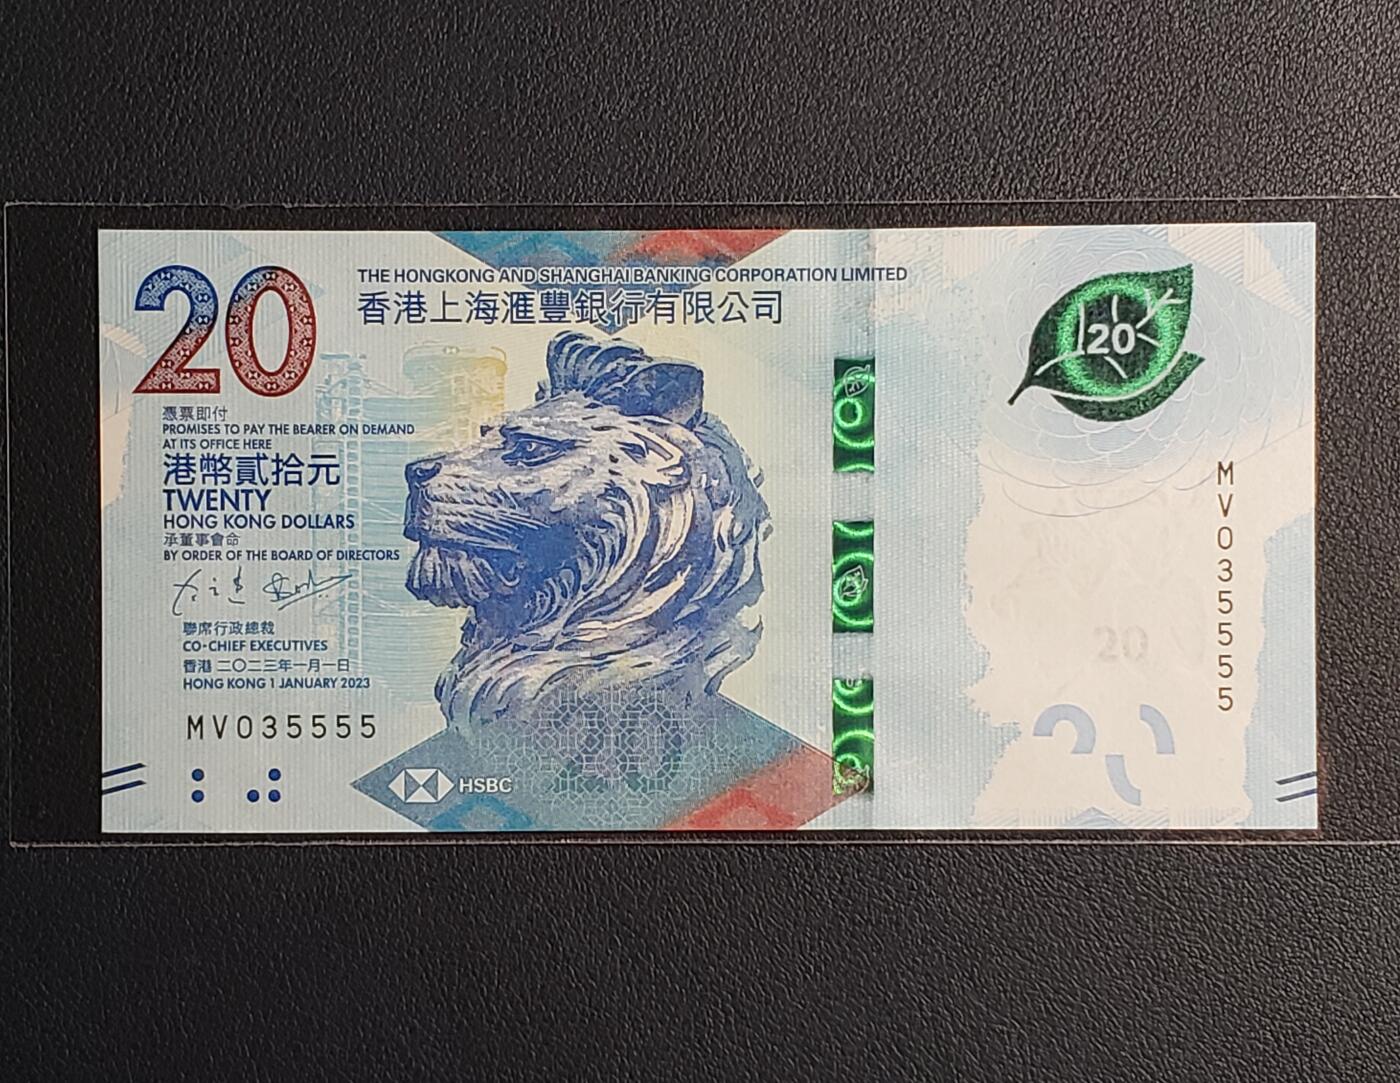 20
THE HONGKONG AND SHANGHAI BANKING CORPORATION LIMITED
香港上海滙豐銀行有限公司
憑票即付
PROMISES TO PAY THE BEARER ON DEMAND
AT ITS OFFICE HERE
港幣貳拾元
TWENTY
HONG KONG DOLLARS
承董事會命
BY ORDER OF THE BOARD OF DIRECTORS
聯席行政總裁
CO-CHIEF EXECUTIVES
香港 二〇二三年一月一日
HONG KONG 1 JANUARY 2023
MV035555
HSBC
20
MV035555
20